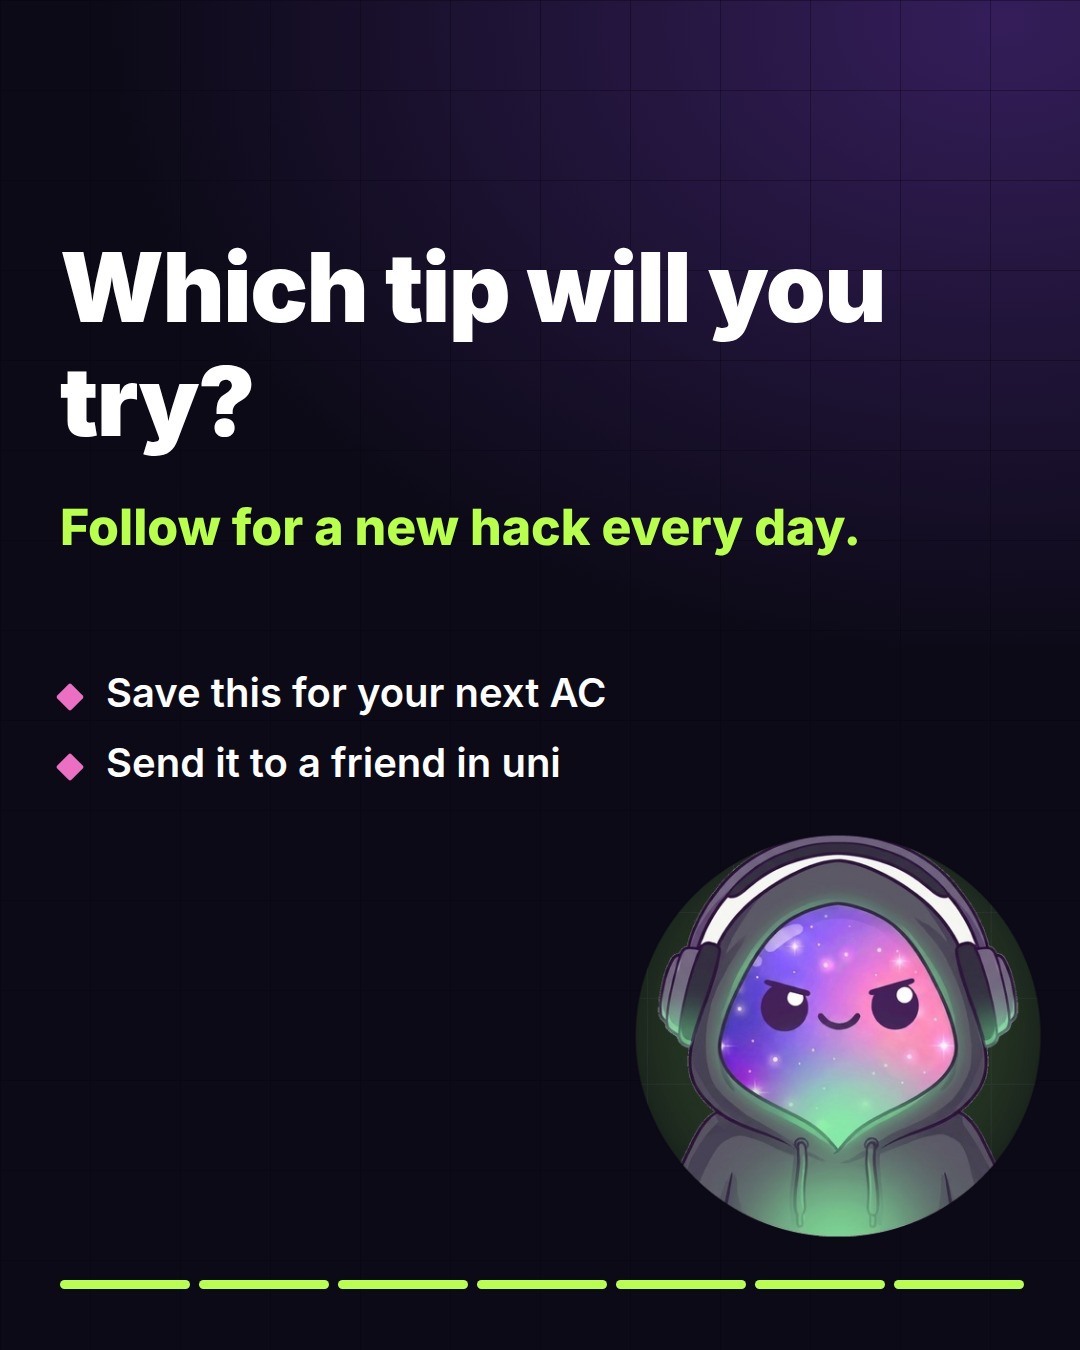 Which tip will you
try?
Follow for a new hack every day.
Save this for your next AC
Send it to a friend in uni